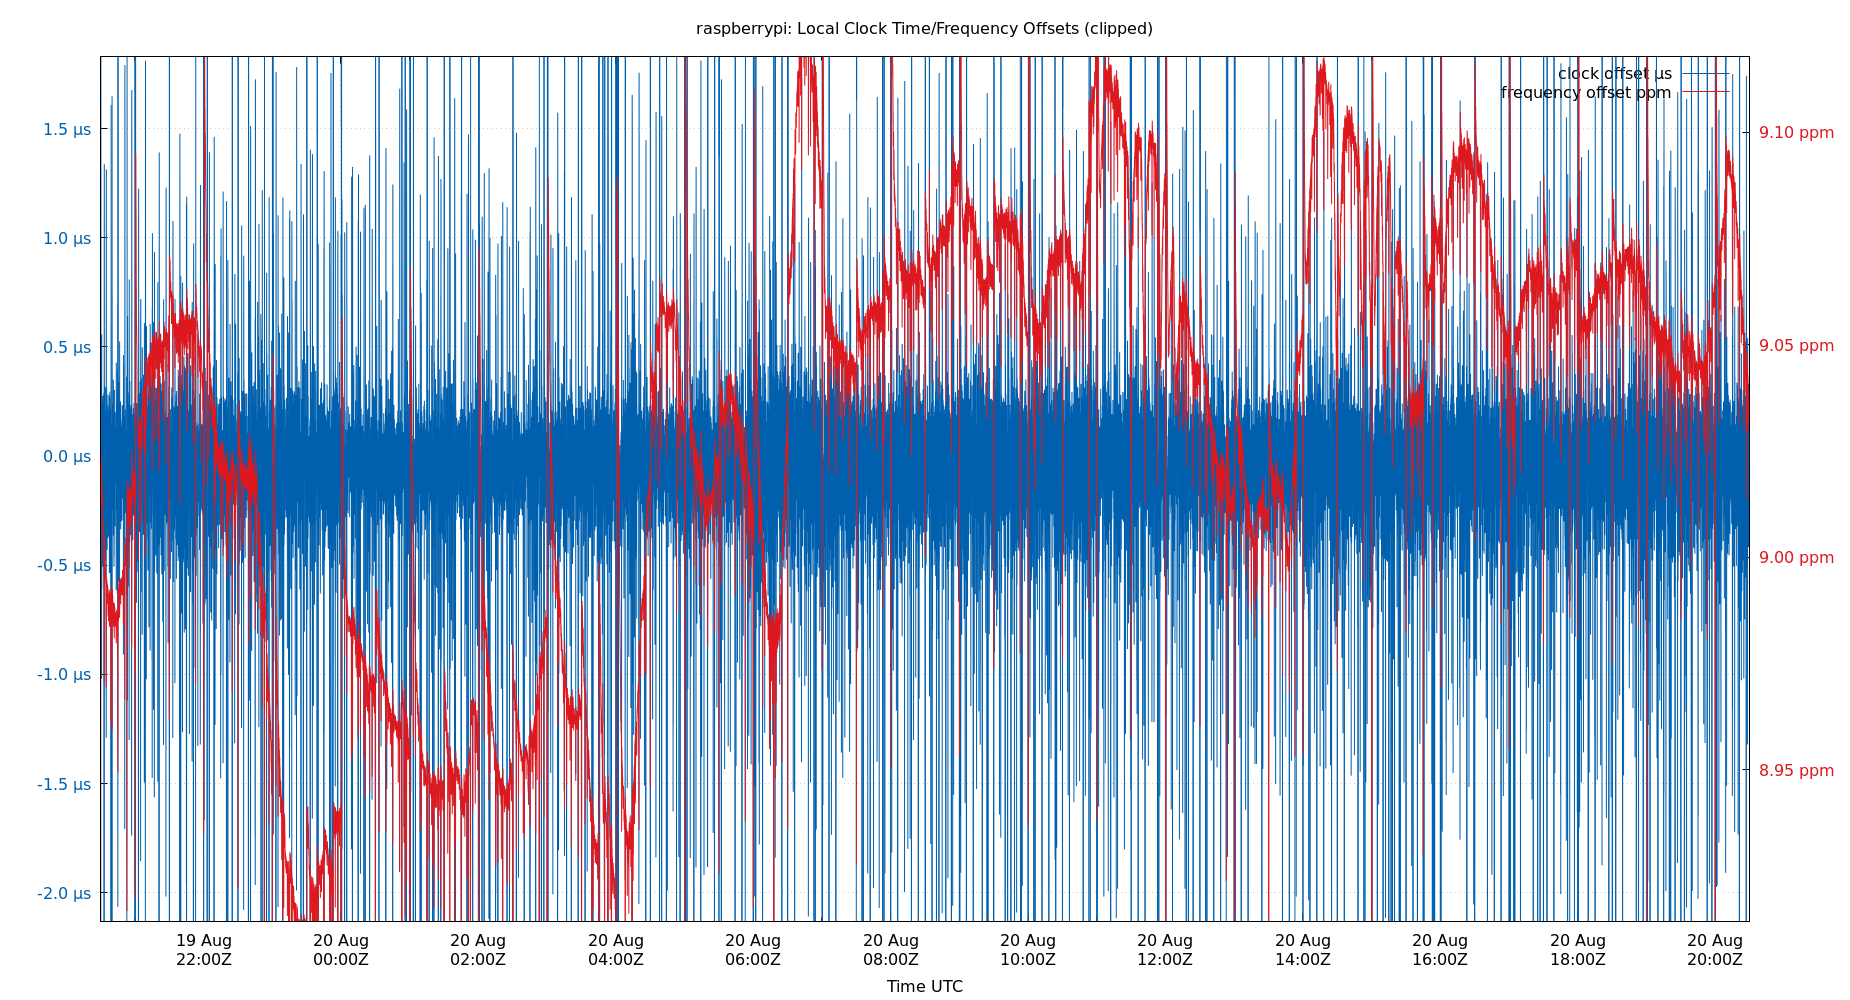 raspberrypi: Local Clock Time/Frequency Offsets (clipped)
clock offset µs
frequency offset ppm
1.5 µs
1.0 µs
0.5 µs
0.0 µs
-0.5 µs
-1.0 µs
-1.5 µs
-2.0 µs
9.10 ppm
9.05 ppm
9.00 ppm
8.95 ppm
19 Aug 20 Aug 20 Aug 20 Aug 20 Aug 20 Aug 20 Aug 20 Aug 20 Aug 20 Aug 20 Aug 20 Aug
22:00Z 00:00Z 02:00Z 04:00Z 06:00Z 08:00Z 10:00Z 12:00Z 14:00Z 16:00Z 18:00Z 20:00Z
Time UTC